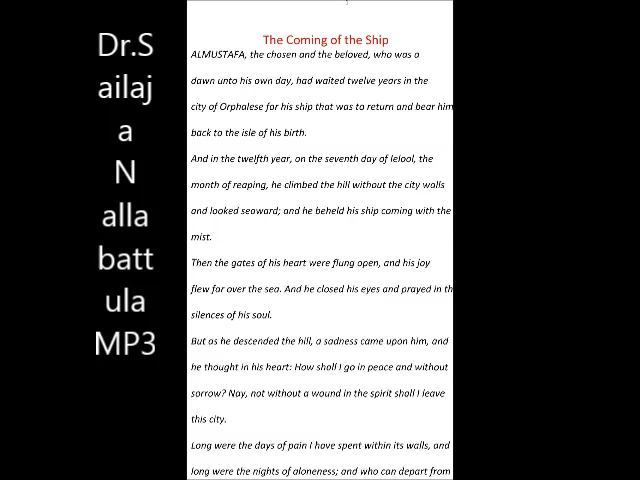 Dr.S
ailaj
a
N
alla
batt
ula
MP3
The Coming of the Ship
ALMUSTAFA, the chosen and the beloved, who was a
dawn unto his own day, had waited twelve years in the
city of Orphalese for his ship that was to return and bear him
back to the isle of his birth.
And in the twelfth year, on the seventh day of Ielool, the
month of reaping, he climbed the hill without the city walls
and looked seaward; and he beheld his ship coming with the
mist.
Then the gates of his heart were flung open, and his joy
flew far over the sea. And he closed his eyes and prayed in th
silences of his soul.
But as he descended the hill, a sadness came upon him, and
he thought in his heart: How shall I go in peace and without
sorrow? Nay, not without a wound in the spirit shall I leave
this city.
Long were the days of pain I have spent within its walls, and
long were the nights of aloneness; and who can depart from